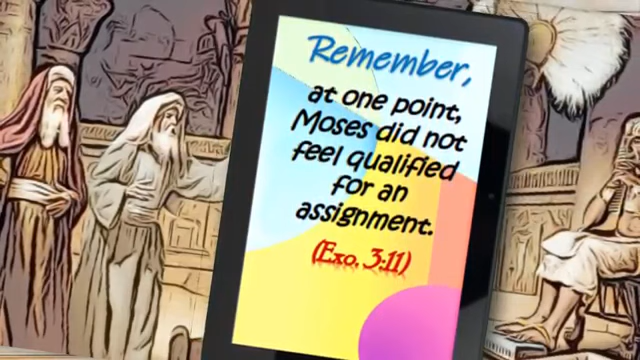 Remember,
at one point,
Moses did not
feel qualified
for an
assignment.
(Exo. 3:11)